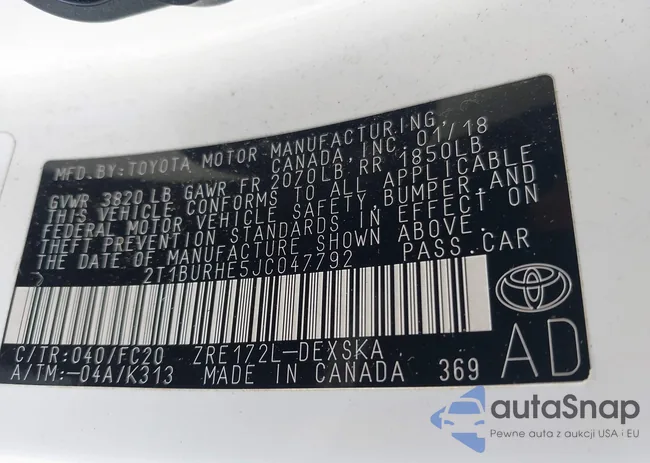 MFD.BY:TOYOTA MOTOR MANUFACTURING
CANADA, INC. 01/18
GVWR 3820 LB GAWR FR 2070LB RR 1850LB
THIS VEHICLE CONFORMS TO ALL APPLICABLE
FEDERAL MOTOR VEHICLE SAFETY, BUMPER, AND
THEFT PREVENTION STANDARDS IN EFFECT ON
THE DATE OF MANUFACTURE SHOWN ABOVE.
2T1BURHE5JC047792 PASS.CAR
C/TR:040/FC20 ZRE172L-DEXSKA
A/TM:-04A/K313 MADE IN CANADA 369
AD
autaSnap
Pewne auta z aukcji USA i EU